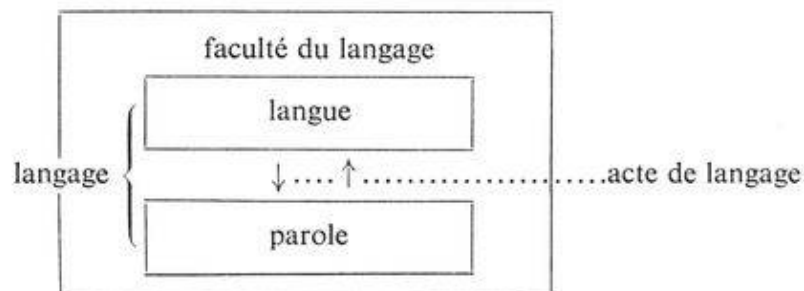 faculté du langage
langue
langage ↓....↑......................acte de langage
parole